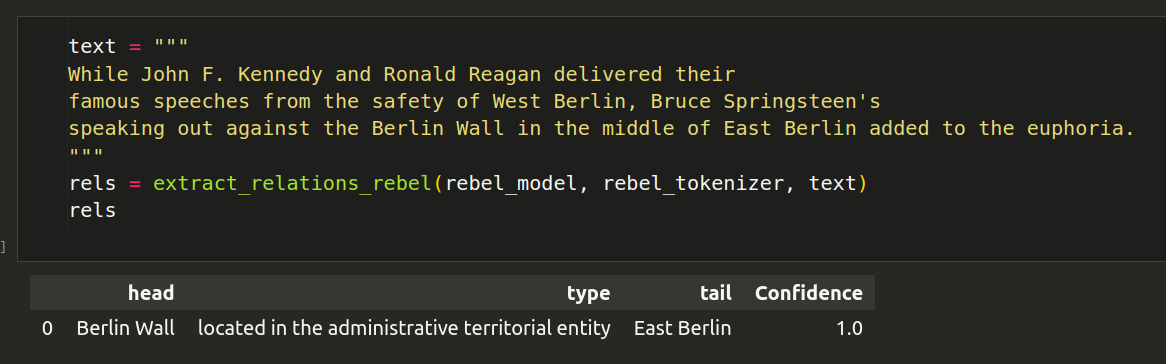 text = """
While John F. Kennedy and Ronald Reagan delivered their
famous speeches from the safety of West Berlin, Bruce Springsteen's
speaking out against the Berlin Wall in the middle of East Berlin added to the euphoria.
"""
rels = extract_relations_rebel(rebel_model, rebel_tokenizer, text)
rels
]
head type tail Confidence
0 Berlin Wall located in the administrative territorial entity East Berlin 1.0